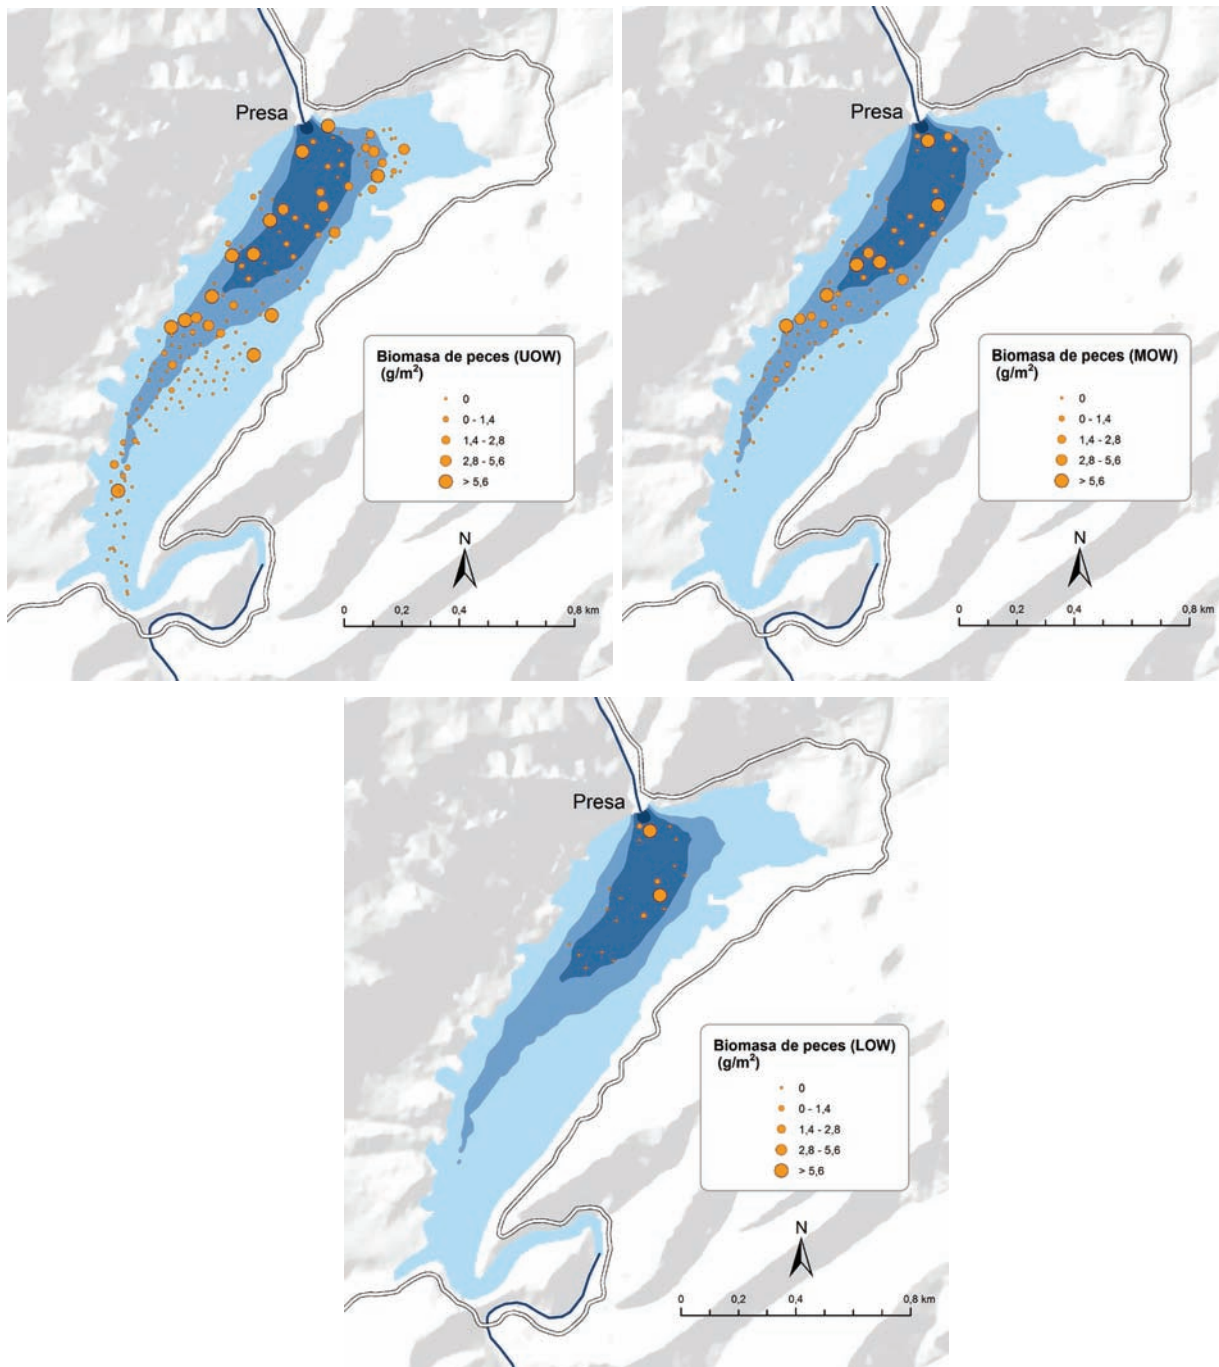 Presa
Biomasa de peces (UOW)
(g/m²)
0
0 - 1,4
1,4 - 2,8
2,8 - 5,6
> 5,6
N
0 0,2 0,4 0,8 km
Presa
Biomasa de peces (MOW)
(g/m²)
0
0 - 1,4
1,4 - 2,8
2,8 - 5,6
> 5,6
N
0 0,2 0,4 0,8 km
Presa
Biomasa de peces (LOW)
(g/m²)
0
0 - 1,4
1,4 - 2,8
2,8 - 5,6
> 5,6
N
0 0,2 0,4 0,8 km